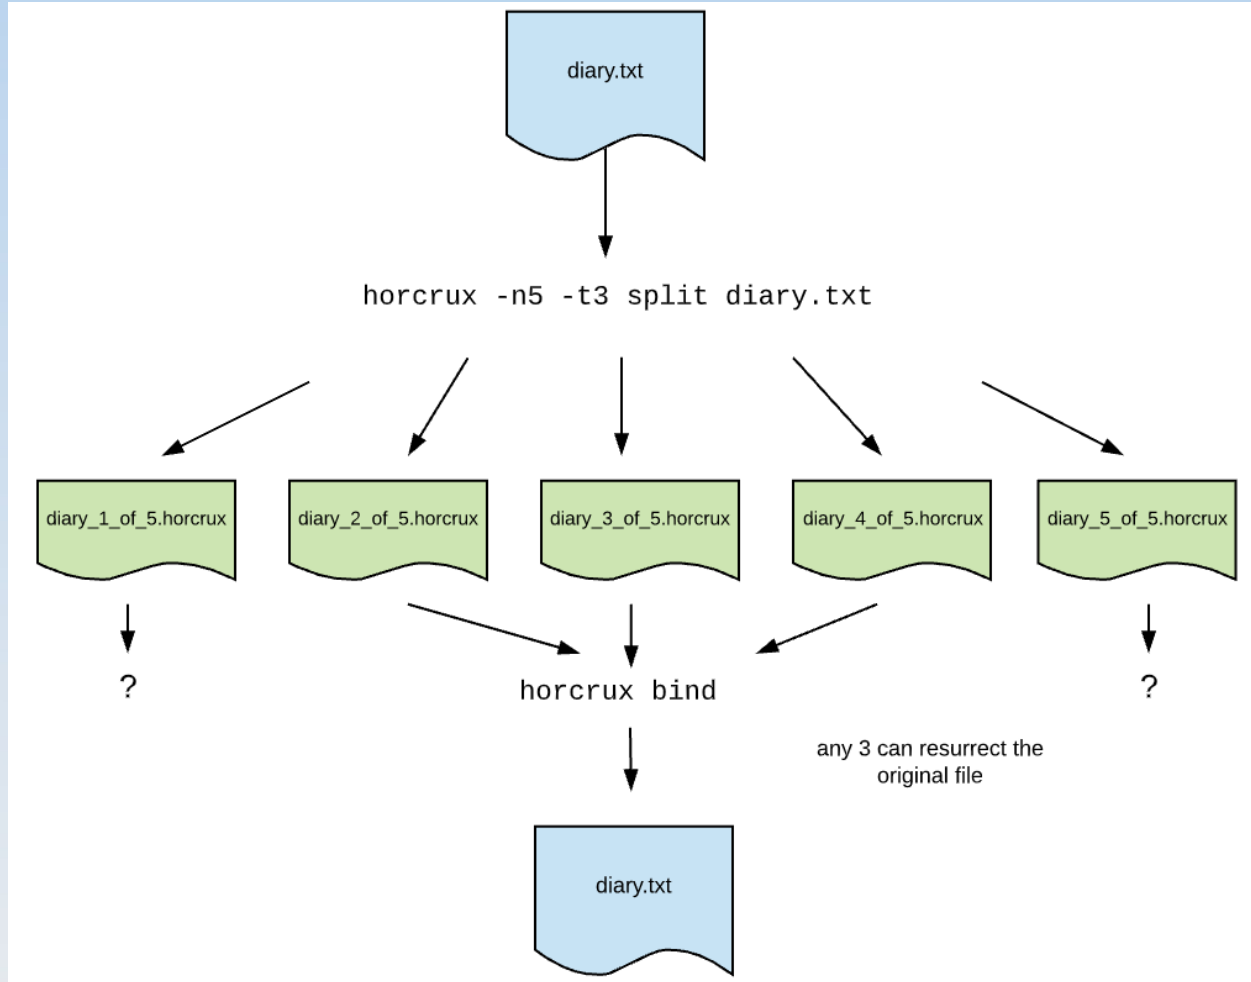 diary.txt
horcrux -n5 -t3 split diary.txt
diary_1_of_5.horcrux
diary_2_of_5.horcrux
diary_3_of_5.horcrux
diary_4_of_5.horcrux
diary_5_of_5.horcrux
?
horcrux bind
?
any 3 can resurrect the
original file
diary.txt